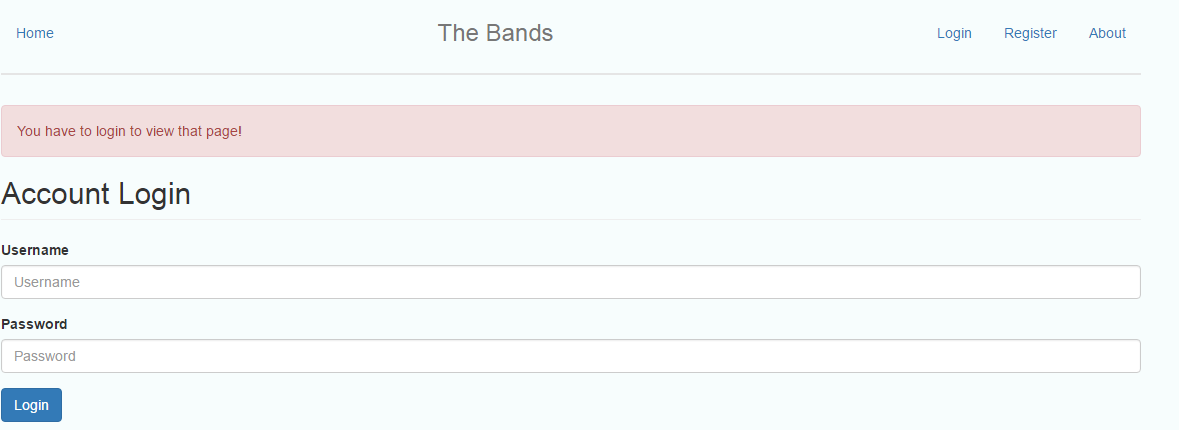 Home The Bands Login Register About
You have to login to view that page!
Account Login
Username
Username
Password
Password
Login